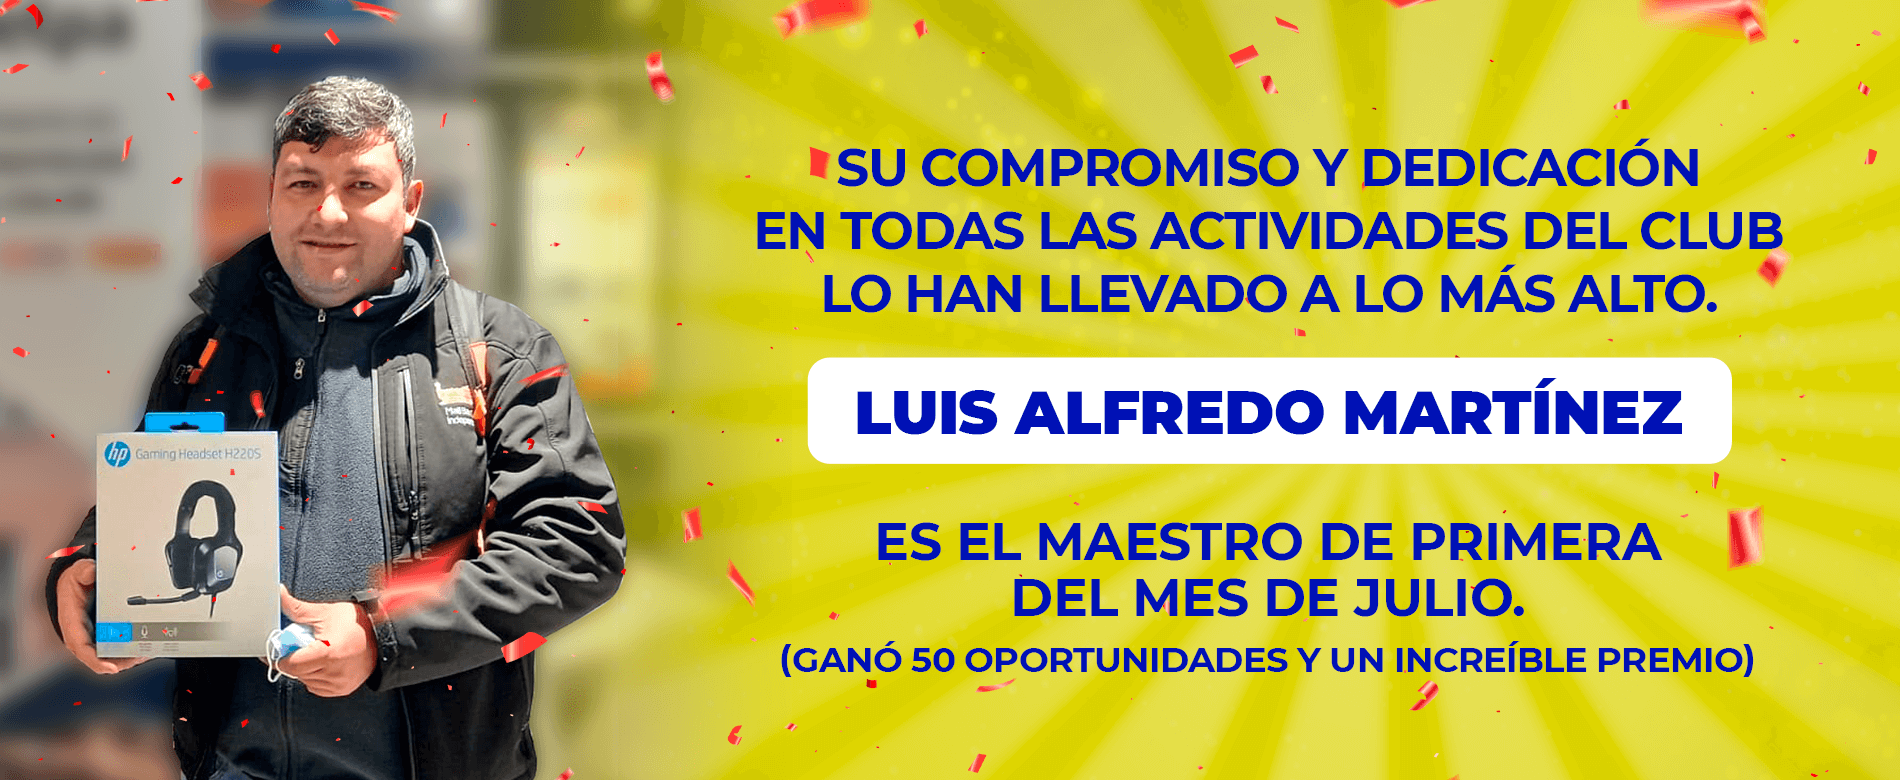 SU COMPROMISO Y DEDICACIÓN
EN TODAS LAS ACTIVIDADES DEL CLUB
LO HAN LLEVADO A LO MÁS ALTO.
LUIS ALFREDO MARTÍNEZ
ES EL MAESTRO DE PRIMERA
DEL MES DE JULIO.
(GANÓ 50 OPORTUNIDADES Y UN INCREÍBLE PREMIO)
hp Gaming Headset H220S